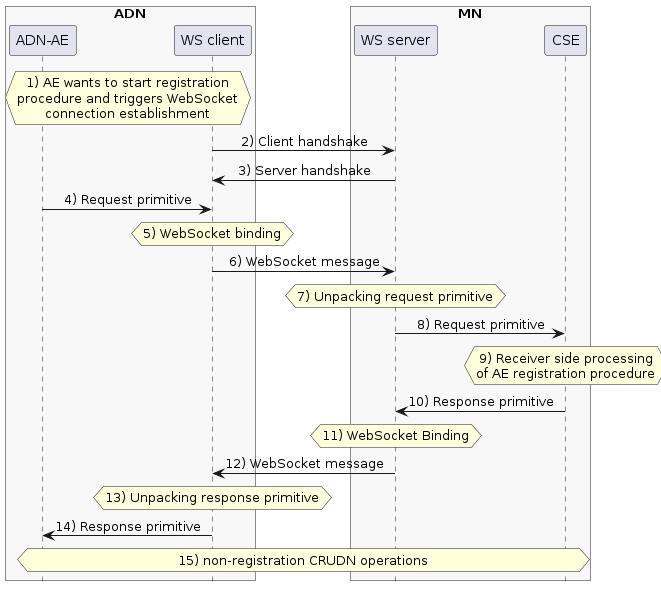 ADN
MN
ADN-AE
WS client
WS server
CSE
1) AE wants to start registration
procedure and triggers WebSocket
connection establishment
2) Client handshake
3) Server handshake
4) Request primitive
5) WebSocket binding
6) WebSocket message
7) Unpacking request primitive
8) Request primitive
9) Receiver side processing
of AE registration procedure
10) Response primitive
11) WebSocket Binding
12) WebSocket message
13) Unpacking response primitive
14) Response primitive
15) non-registration CRUDN operations